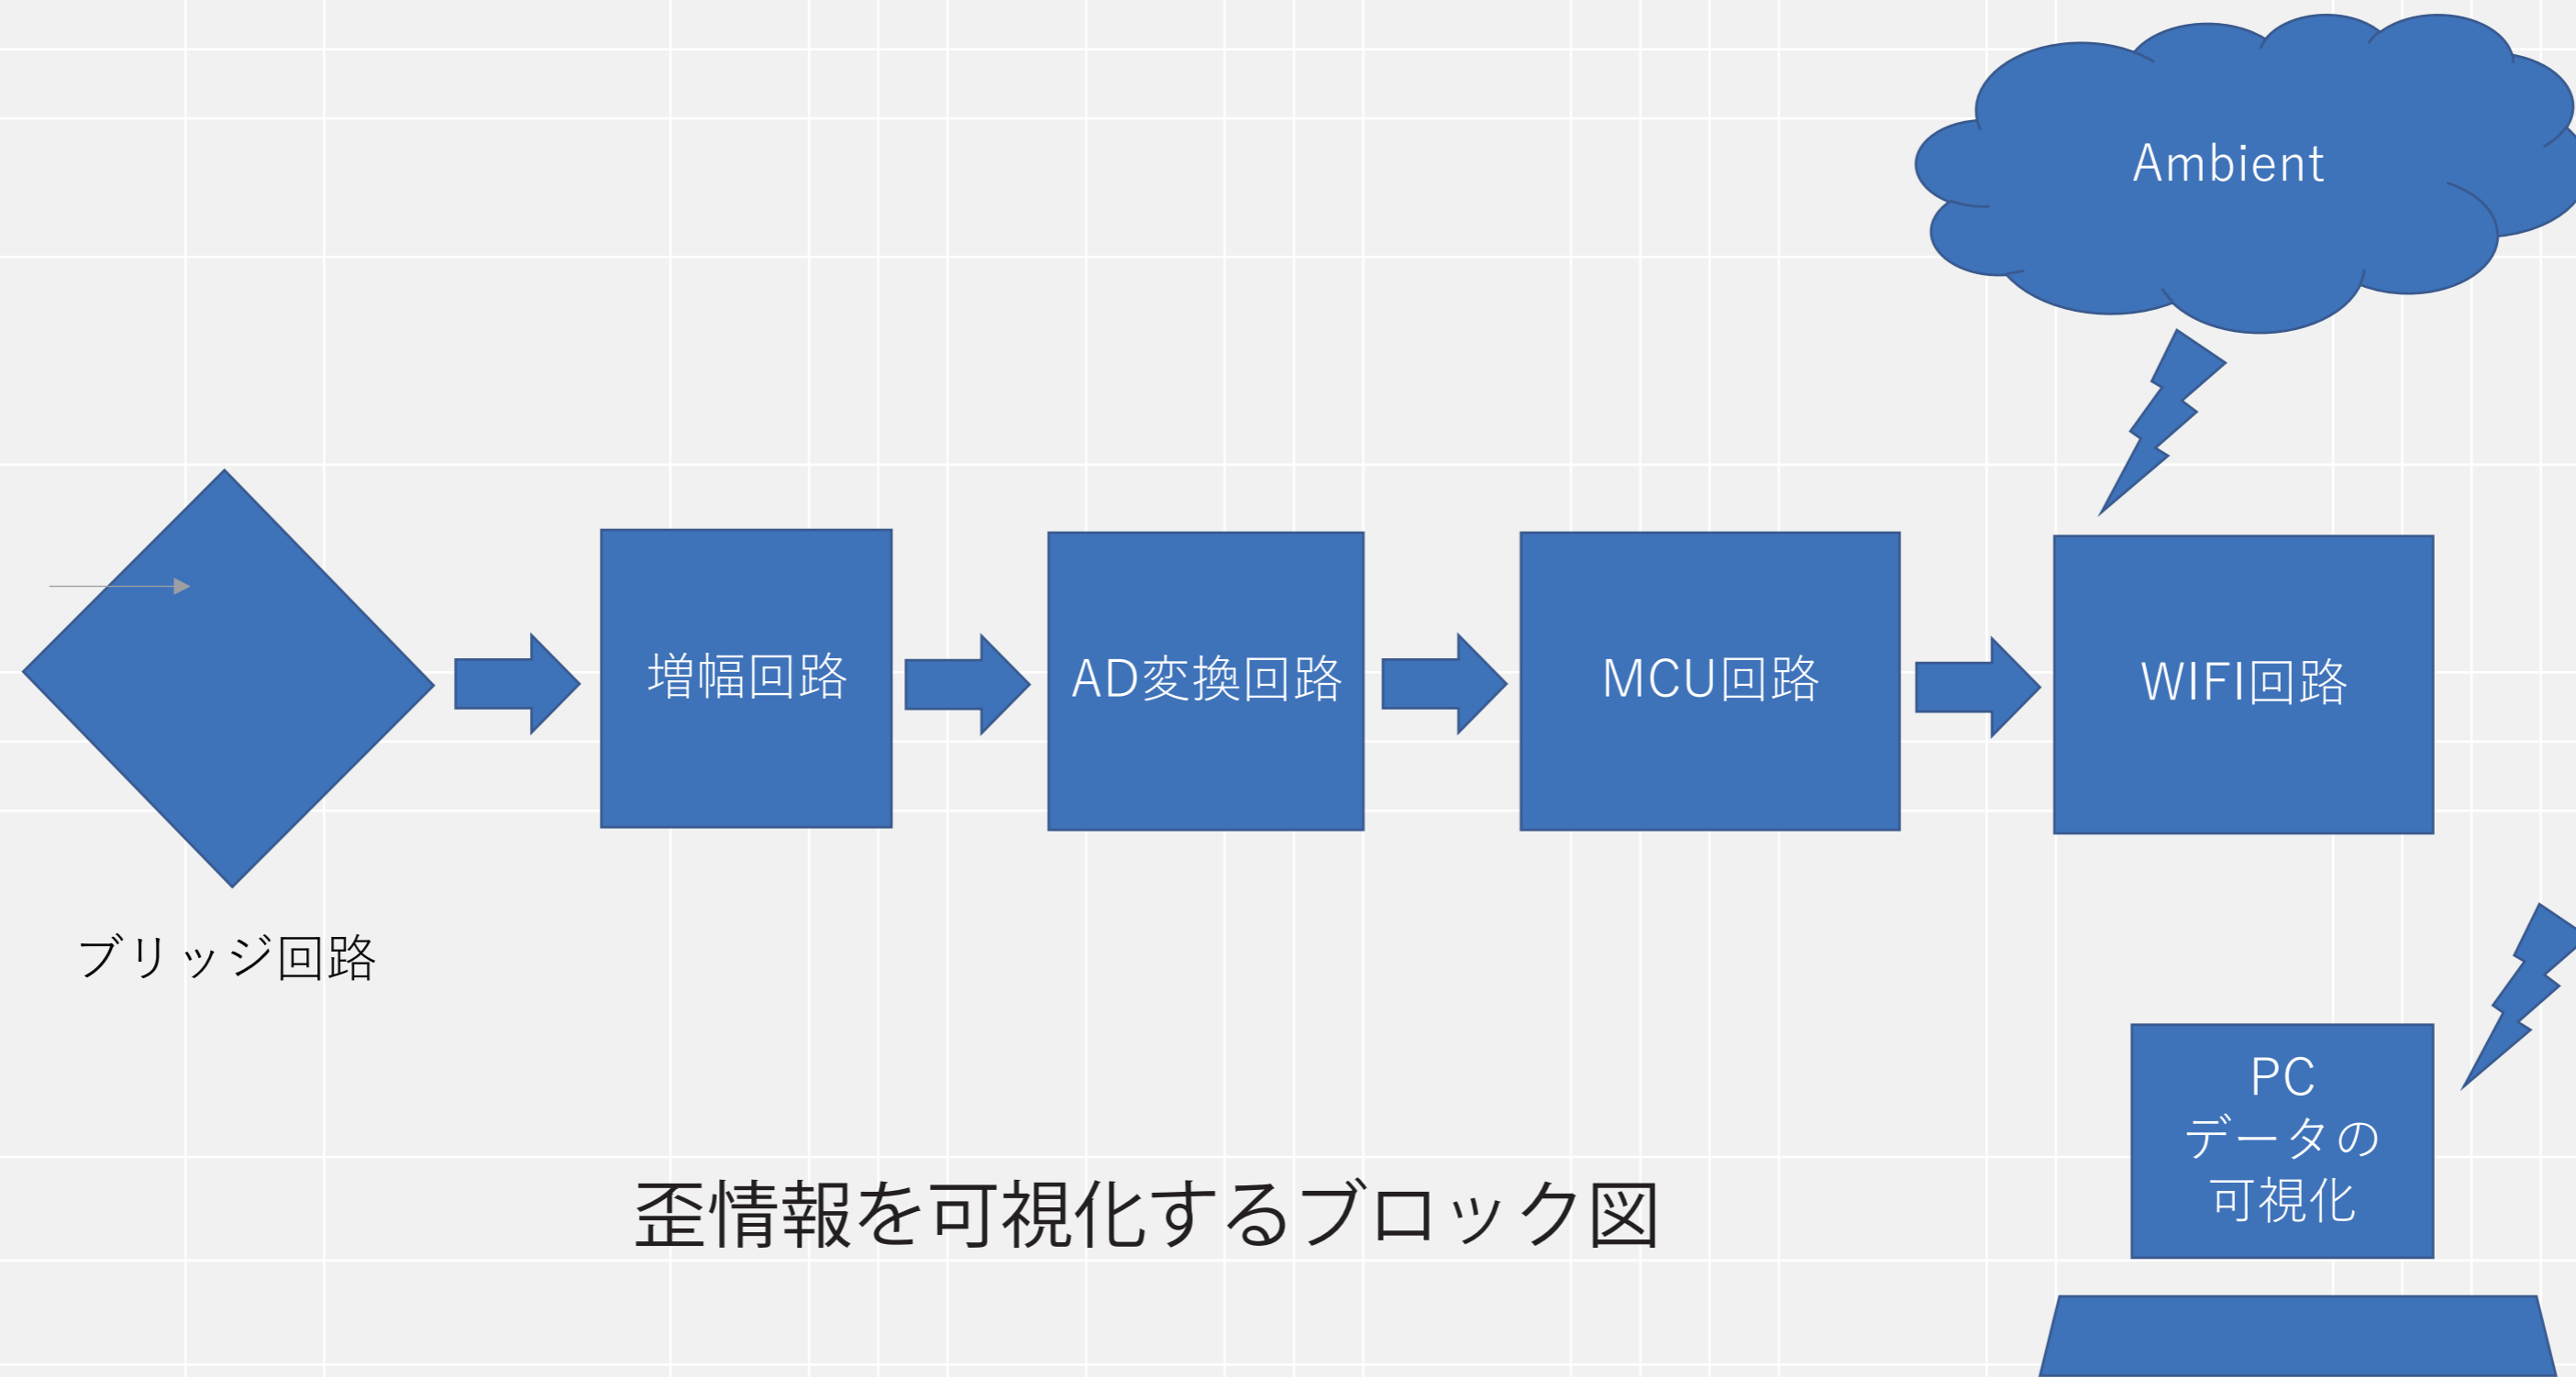 Ambient
増幅回路
AD変換回路
MCU回路
WIFI回路
ブリッジ回路
PC
データの
可視化
歪情報を可視化するブロック図